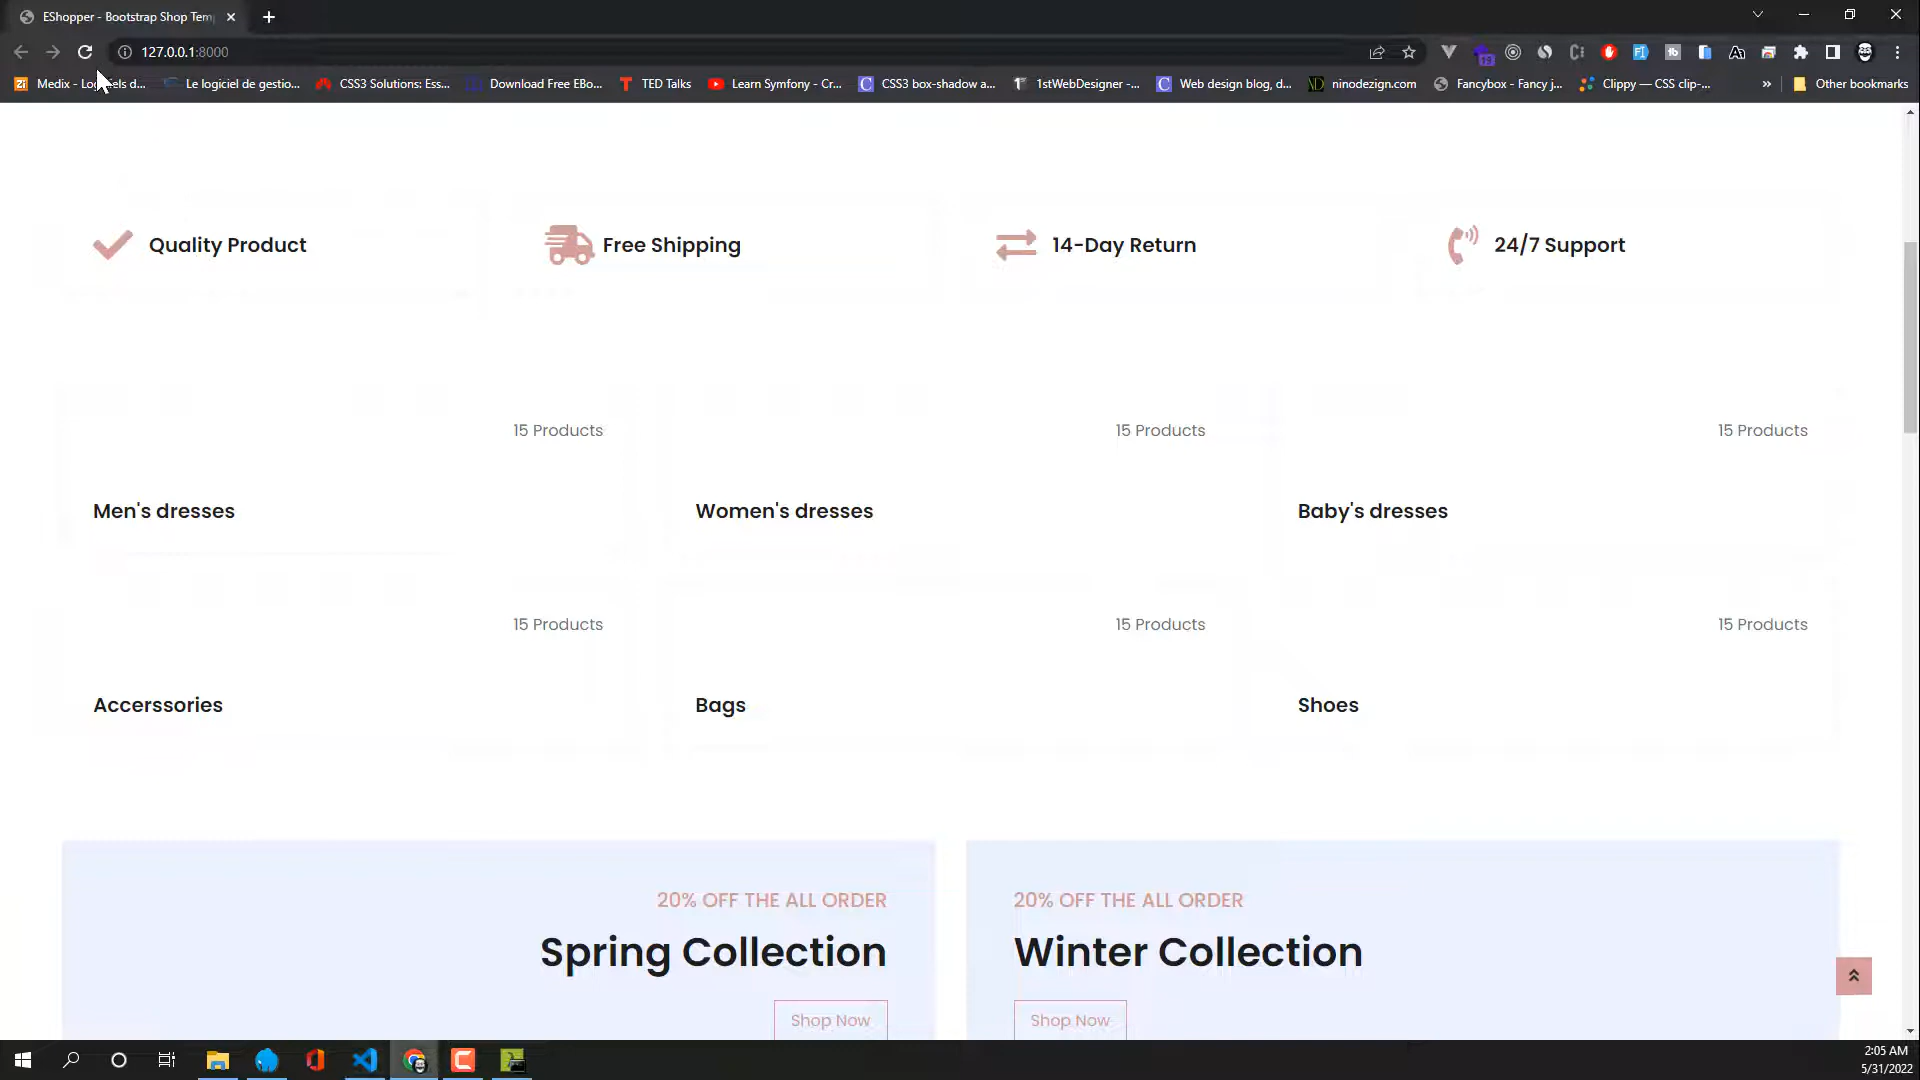 EShopper - Bootstrap Shop Tem
127.0.0.1:8000
19
Medix - Logiciels d...
Le logiciel de gestio...
CSS3 Solutions: Ess...
Download Free EBo...
TED Talks
Learn Symfony - Cr...
CSS3 box-shadow a...
1stWebDesigner -...
Web design blog, d...
ninodezign.com
Fancybox - Fancy j...
Clippy — CSS clip-...
»
Other bookmarks
Quality Product
Free Shipping
14-Day Return
24/7 Support
15 Products
15 Products
15 Products
Men's dresses
Women's dresses
Baby's dresses
15 Products
15 Products
15 Products
Accerssories
Bags
Shoes
20% OFF THE ALL ORDER
Spring Collection
Shop Now
20% OFF THE ALL ORDER
Winter Collection
Shop Now
2:05 AM
5/31/2022